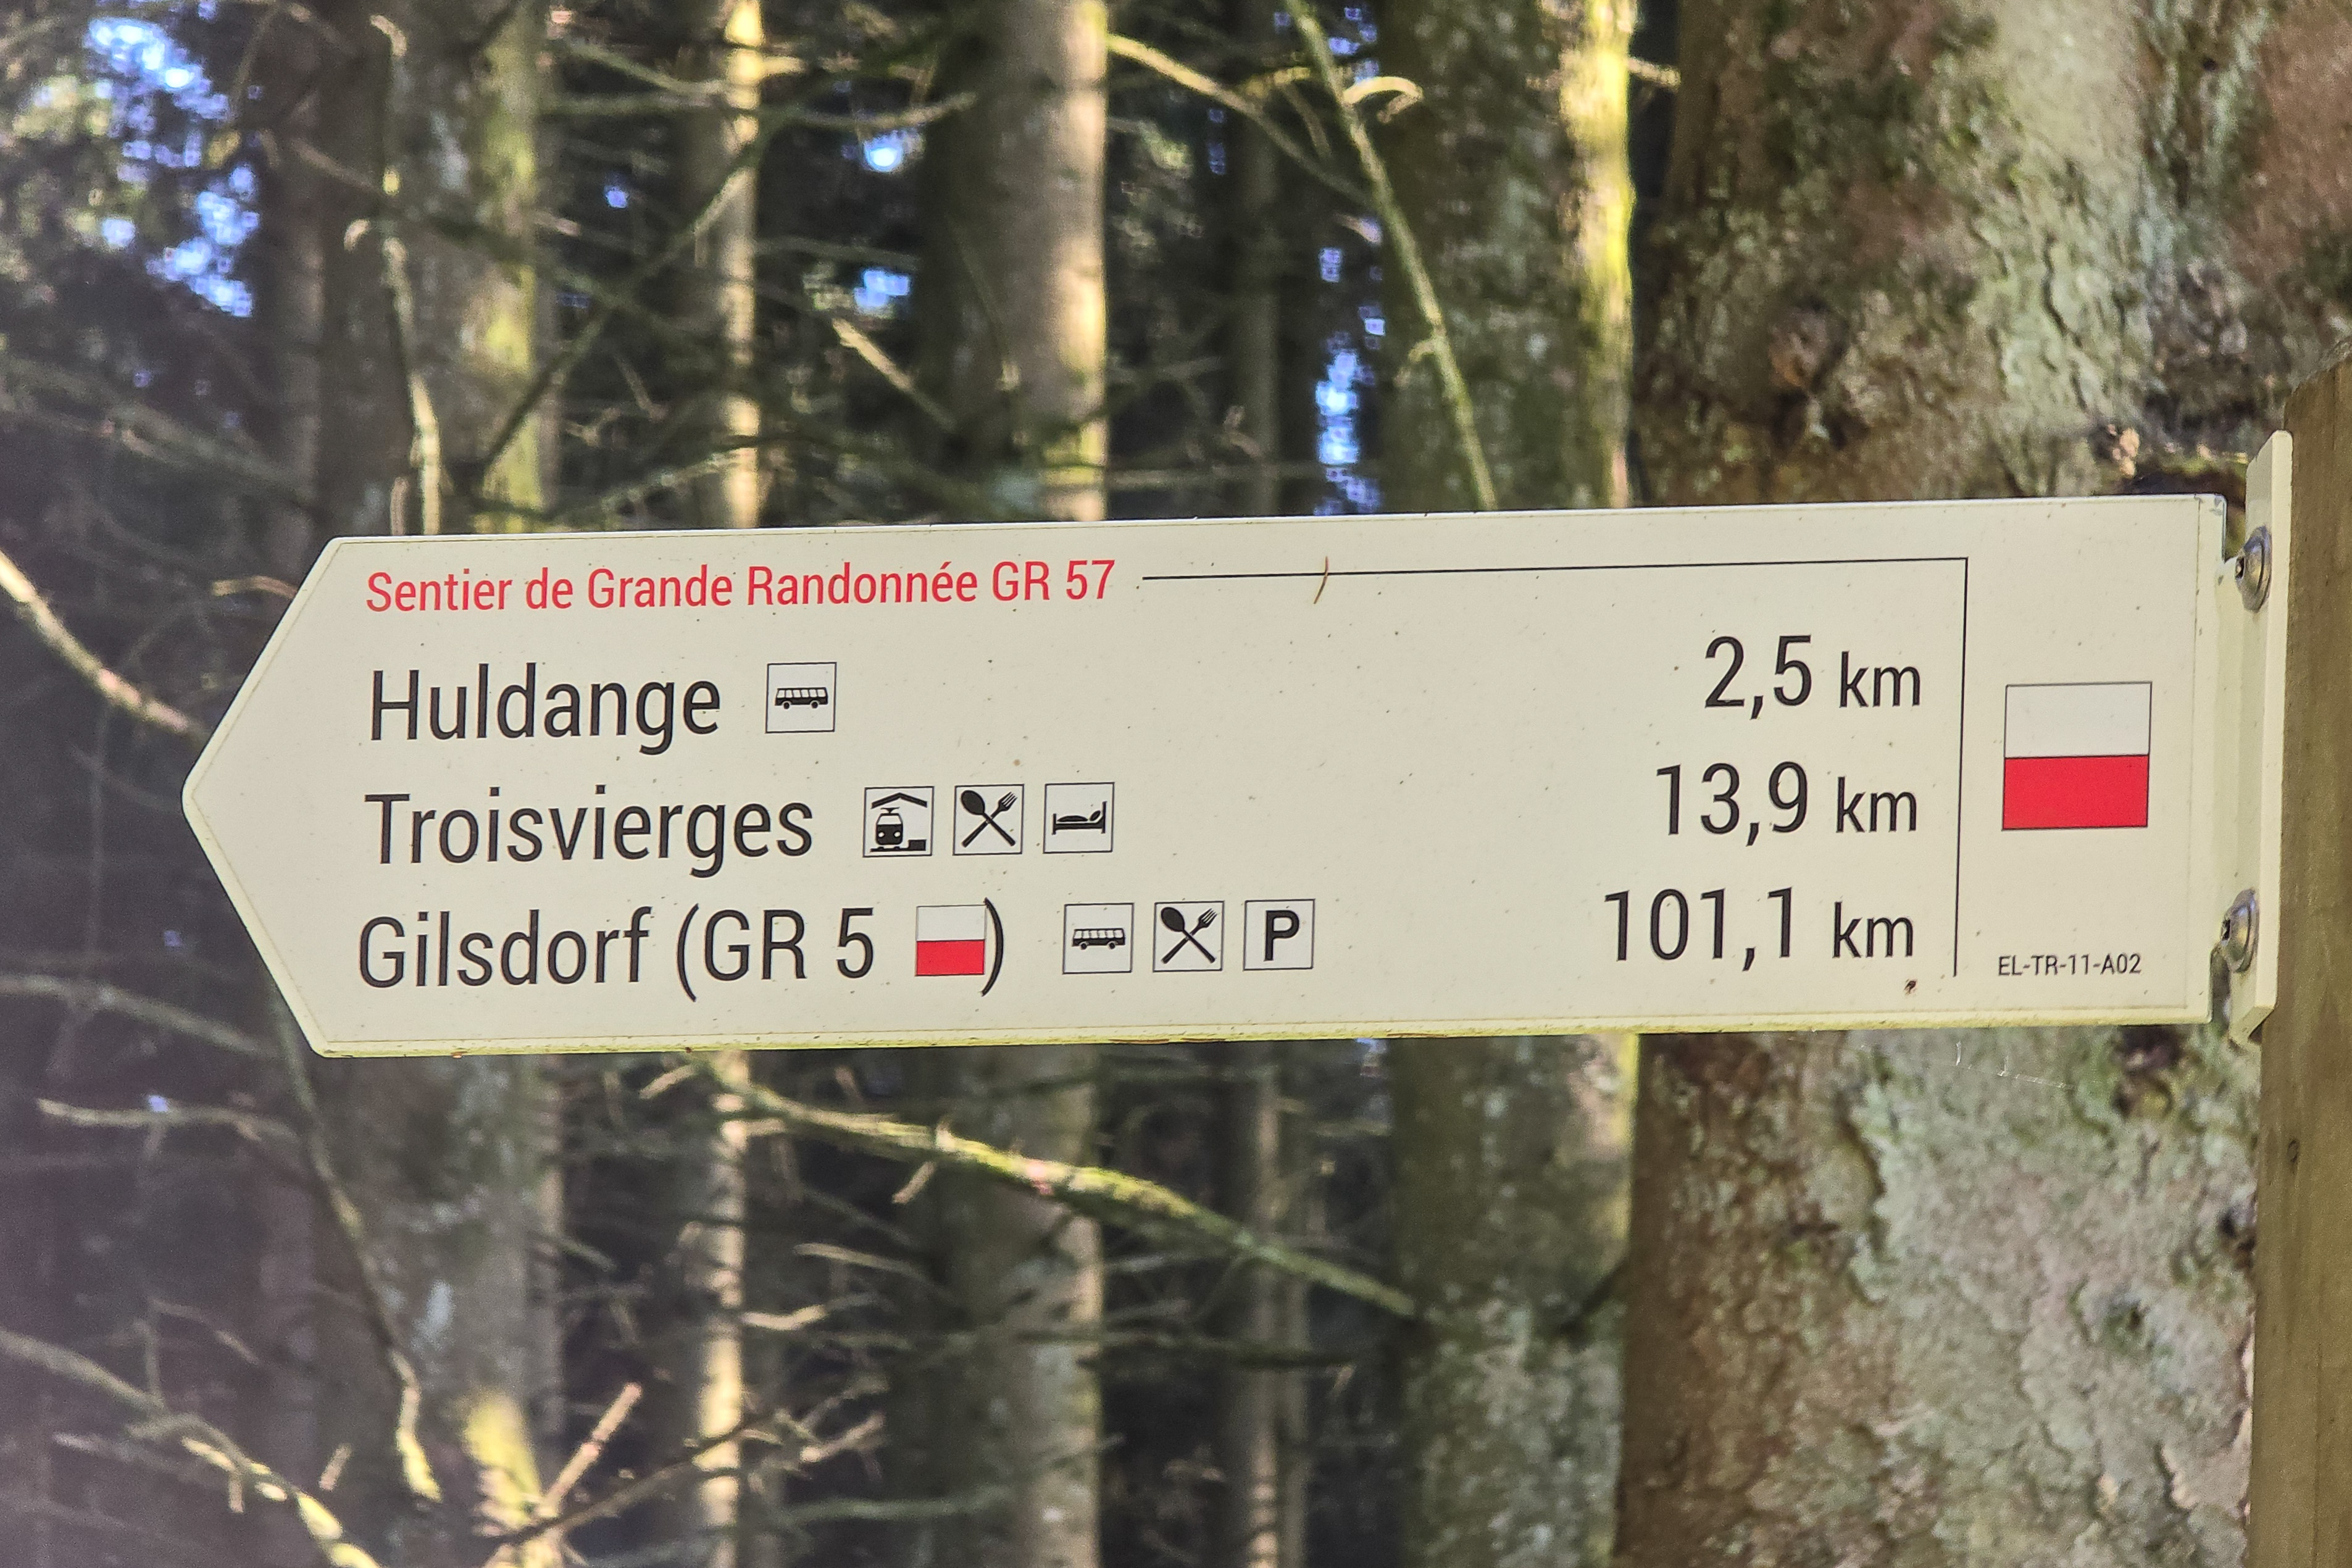 Sentier de Grande Randonnée GR 57
Huldange 2,5 km
Troisvierges 13,9 km
Gilsdorf (GR 5 ) P 101,1 km
EL-TR-11-A02